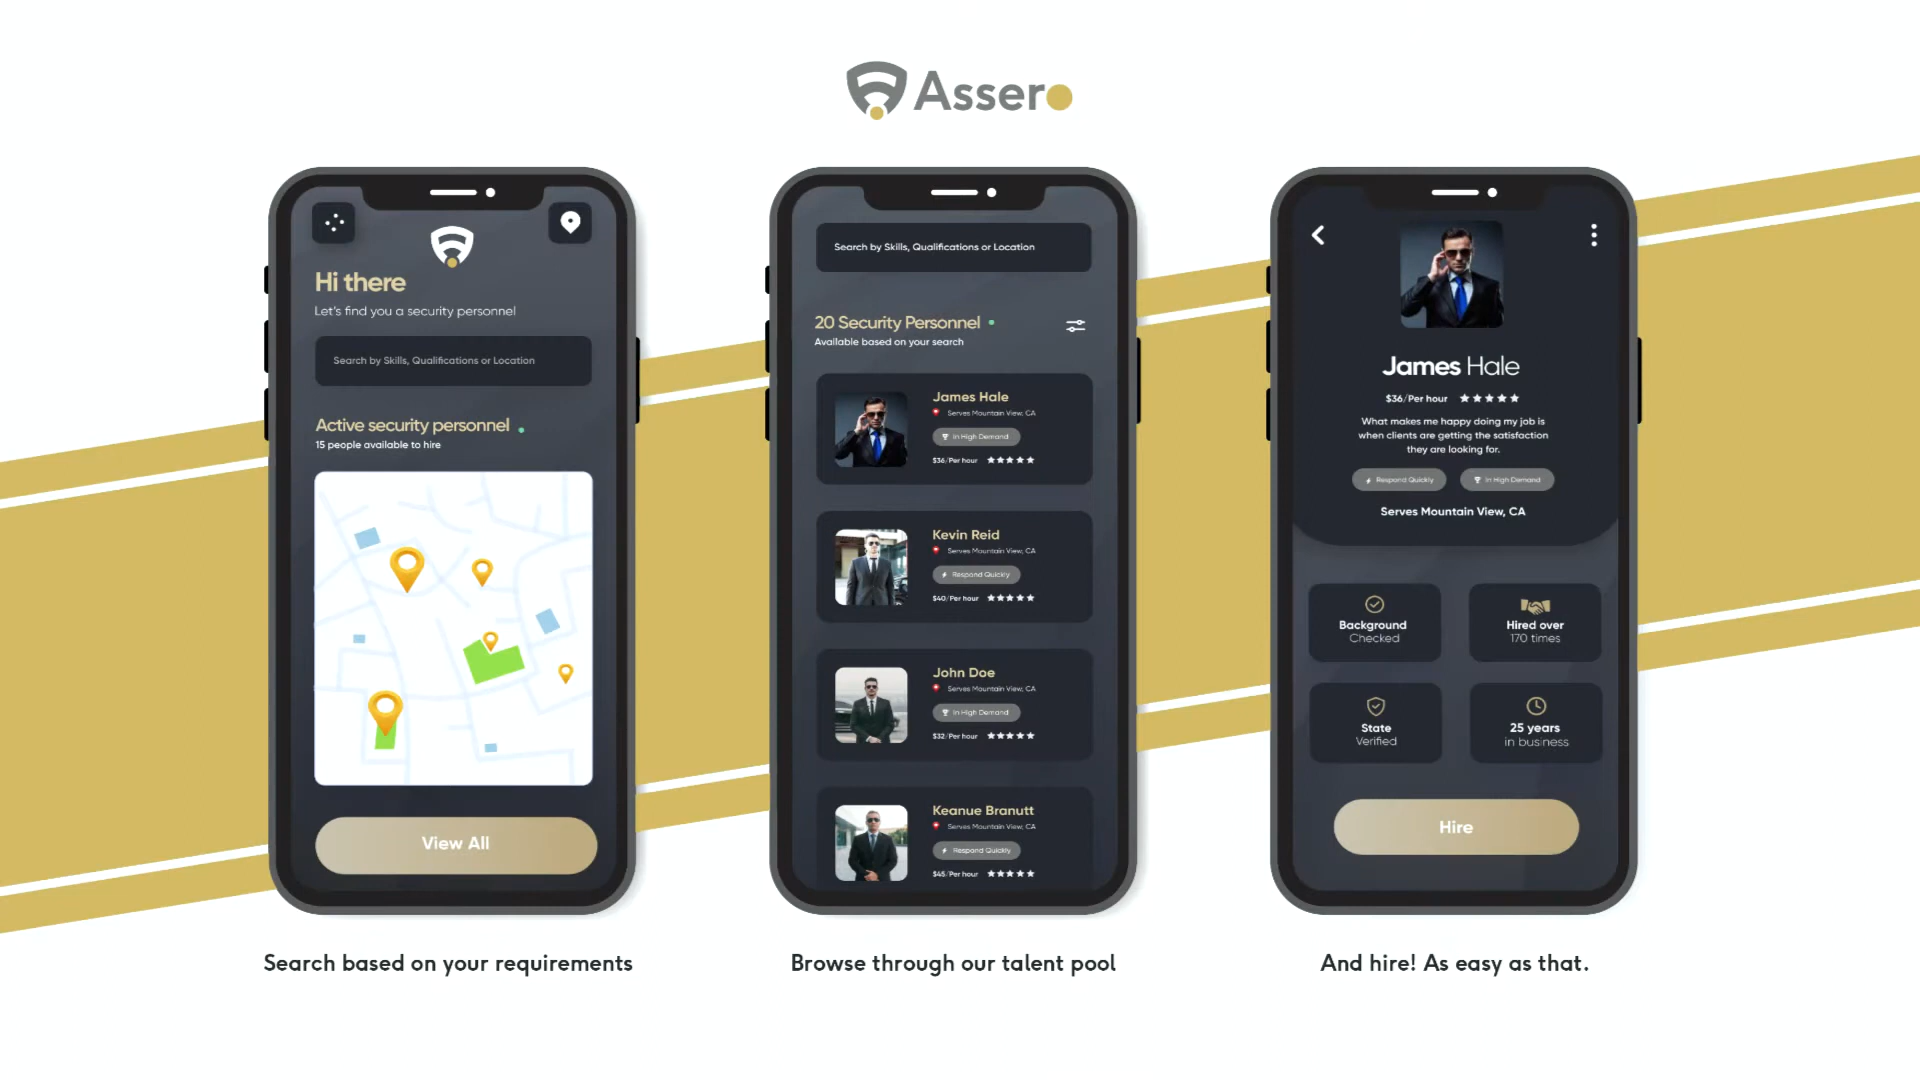 Assero
Hi there
Let's find you a security personnel
Search by Skills, Qualifications or Location
Active security personnel
15 people available to hire
View All
Search based on your requirements
Search by Skills, Qualifications or Location
20 Security Personnel
Available based on your search
James Hale
Serves Mountain View, CA
In High Demand
$36/Per hour
Kevin Reid
Serves Mountain View, CA
Respond Quickly
$40/Per hour
John Doe
Serves Mountain View, CA
In High Demand
$32/Per hour
Keanue Branutt
Serves Mountain View, CA
Respond Quickly
$45/Per hour
Browse through our talent pool
James Hale
$36/Per hour
What makes me happy doing my job is
when clients are getting the satisfaction
they are looking for.
Respond Quickly
In High Demand
Serves Mountain View, CA
Background
Checked
Hired over
170 times
State
Verified
25 years
in business
Hire
And hire! As easy as that.